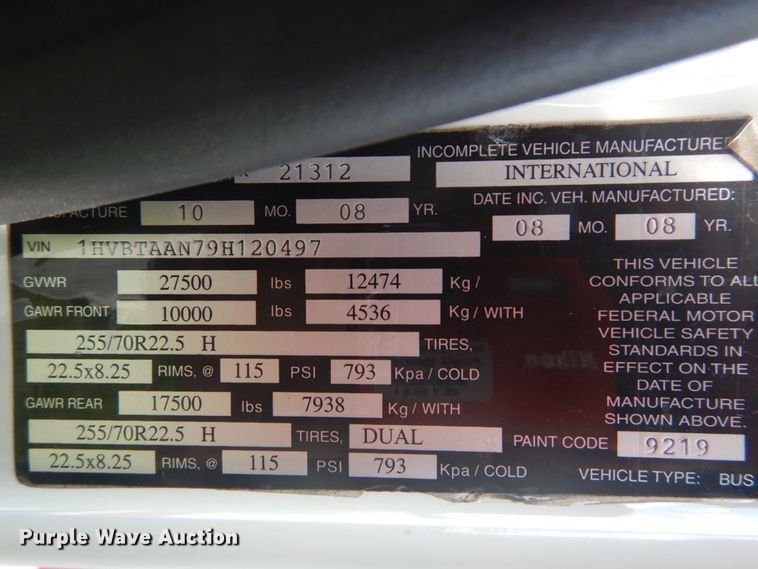 21312
INCOMPLETE VEHICLE MANUFACTURER
INTERNATIONAL
MANUFACTURE 10 MO. 08 YR.
DATE INC. VEH. MANUFACTURED:
08 MO. 08 YR.
VIN 1HVBTAAN79H120497
GVWR 27500 lbs 12474 Kg /
GAWR FRONT 10000 lbs 4536 Kg / WITH
255/70R22.5 H TIRES,
22.5x8.25 RIMS, @ 115 PSI 793 Kpa / COLD
GAWR REAR 17500 lbs 7938 Kg / WITH
255/70R22.5 H TIRES, DUAL
22.5x8.25 RIMS, @ 115 PSI 793 Kpa / COLD
THIS VEHICLE
CONFORMS TO ALL
APPLICABLE
FEDERAL MOTOR
VEHICLE SAFETY
STANDARDS IN
EFFECT ON THE
DATE OF
MANUFACTURE
SHOWN ABOVE.
PAINT CODE 9219
VEHICLE TYPE: BUS
Purple Wave Auction